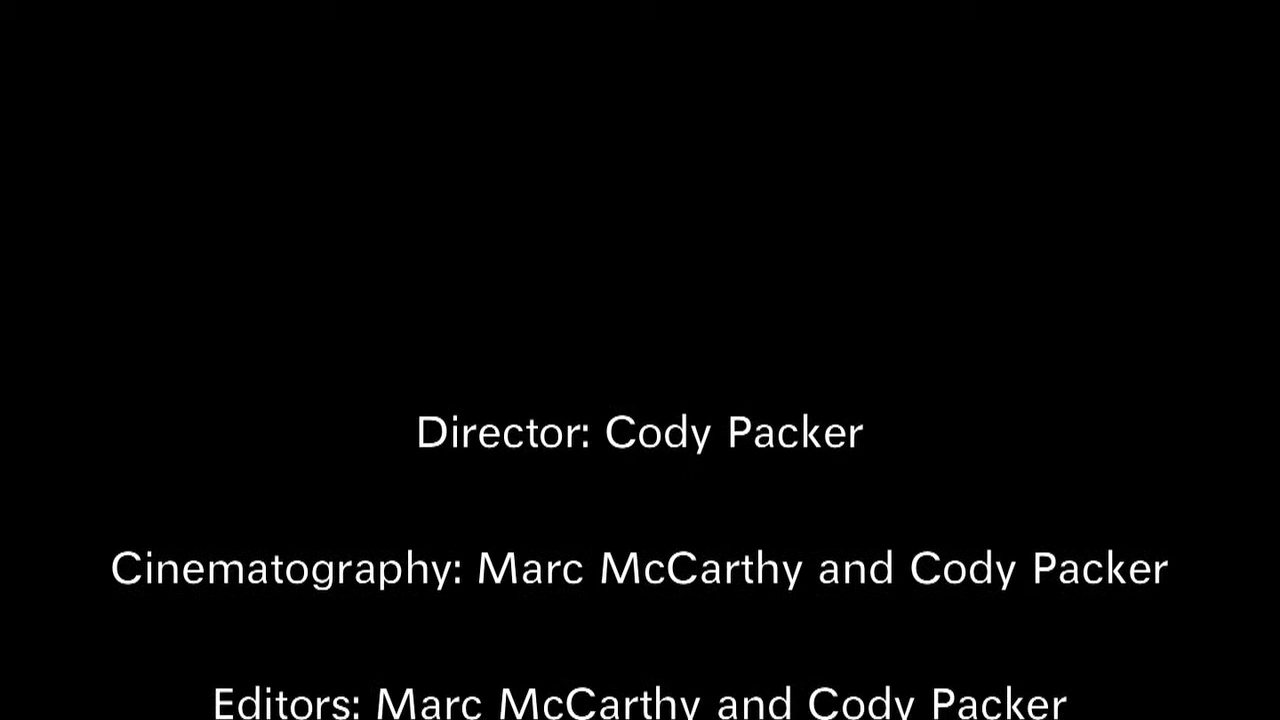 Director: Cody Packer
Cinematography: Marc McCarthy and Cody Packer
Editors: Marc McCarthy and Cody Packer